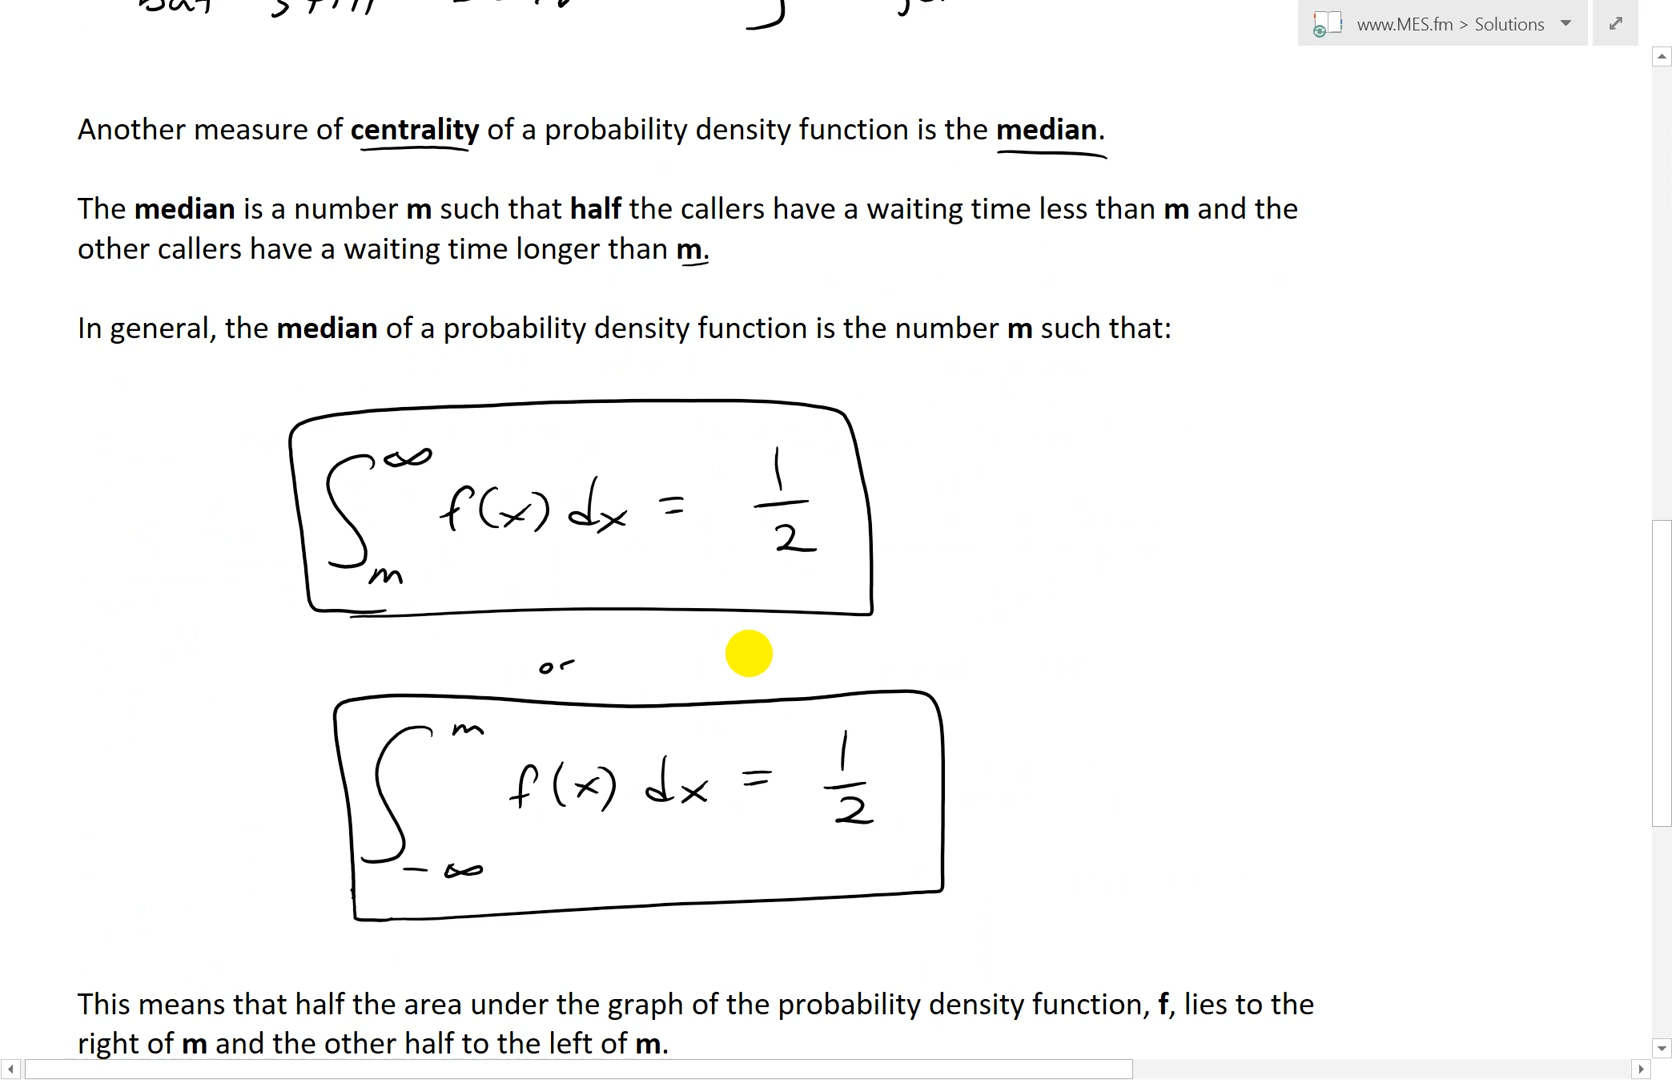 but still
www.MES.fm > Solutions
Another measure of centrality of a probability density function is the median.
The median is a number m such that half the callers have a waiting time less than m and the
other callers have a waiting time longer than m.
In general, the median of a probability density function is the number m such that:
∫_m^∞ f(x) dx = 1/2
or
∫_{-∞}^m f(x) dx = 1/2
This means that half the area under the graph of the probability density function, f, lies to the
right of m and the other half to the left of m.